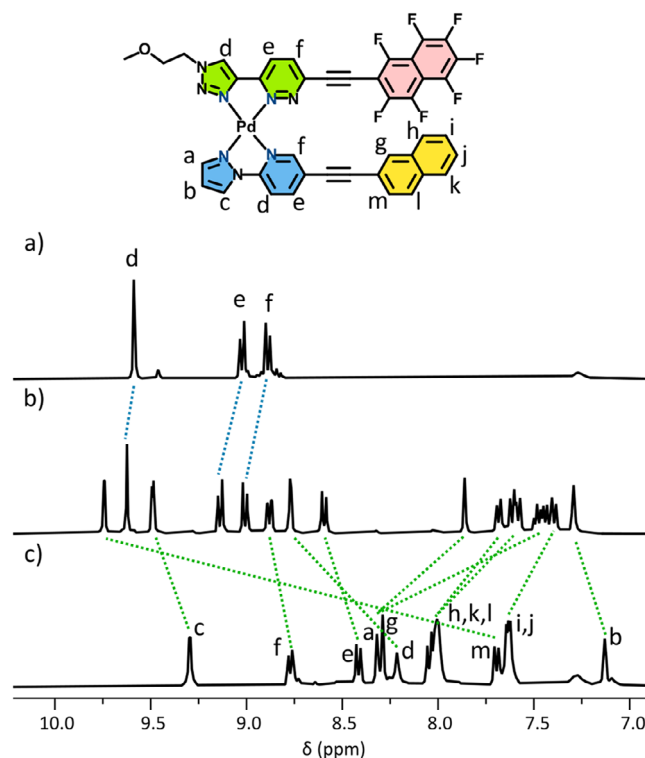 d e f F F F
O N N N N N F F F F
Pd
a N N N f g h i j
b c d e m l k
a)
d e f
b)
c)
c f e a g d h,k,l m i,j b
10.0 9.5 9.0 8.5 8.0 7.5 7.0
δ (ppm)